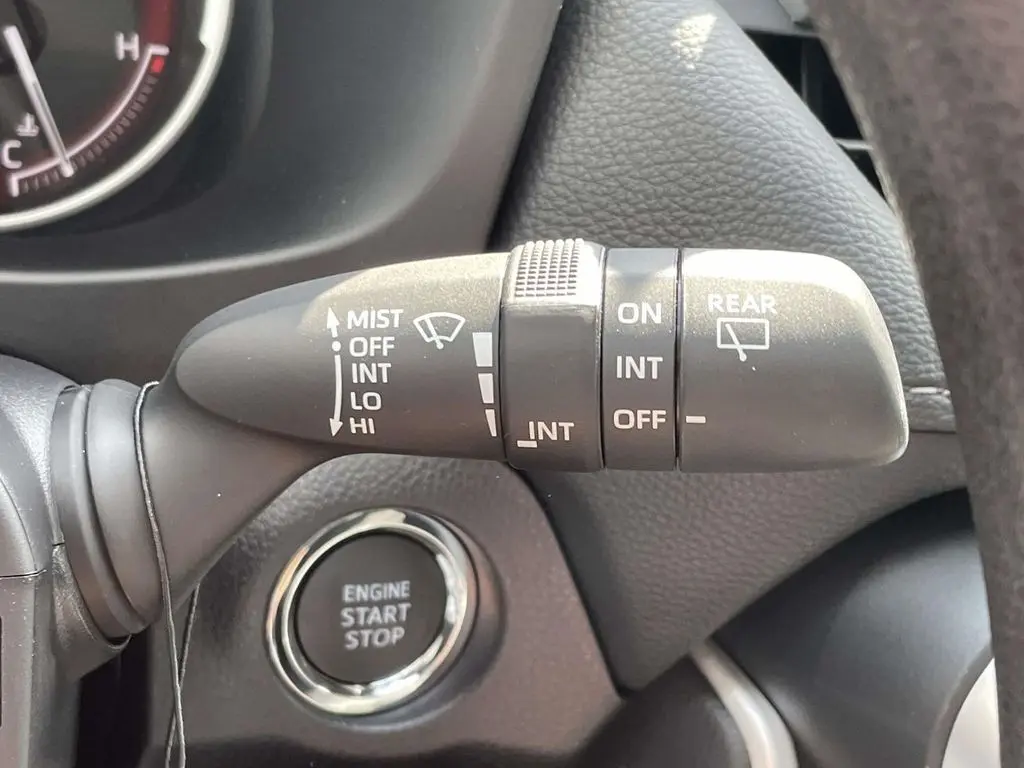 H
C
MIST
OFF
INT
LO
HI
INT
ON
INT
OFF
REAR
ENGINE
START
STOP